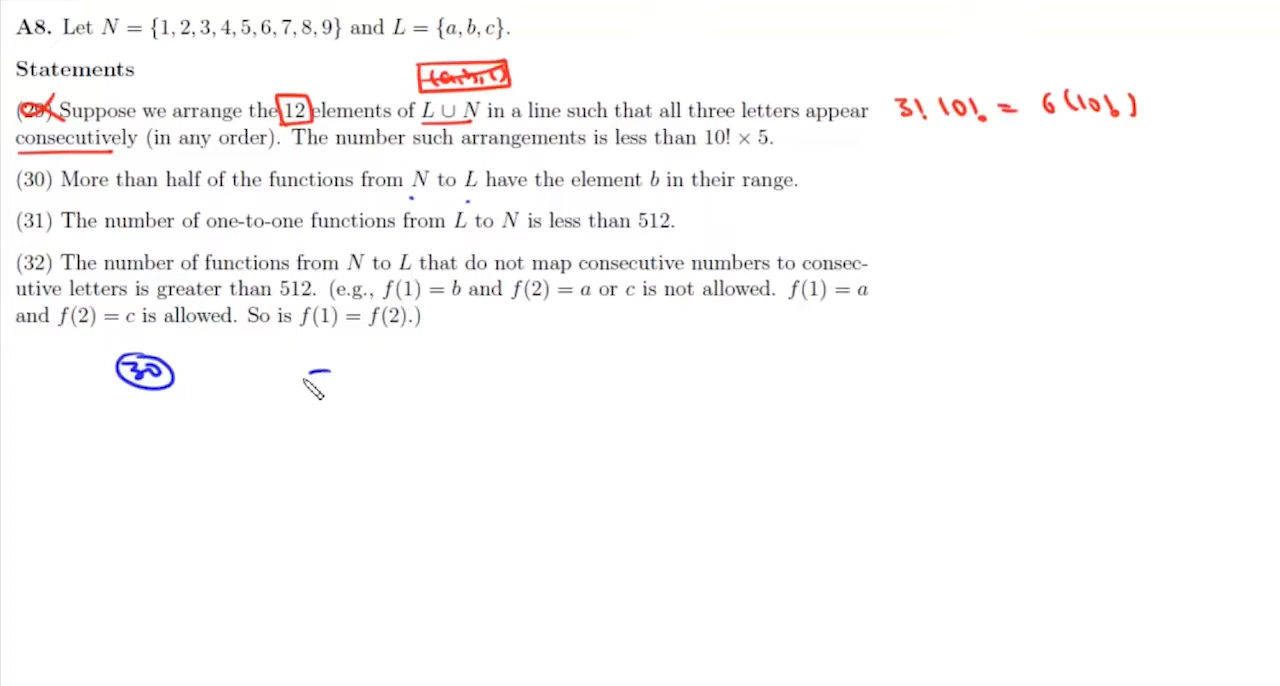 A8. Let N = {1, 2, 3, 4, 5, 6, 7, 8, 9} and L = {a, b, c}.
Statements
(29) Suppose we arrange the 12 elements of L ∪ N in a line such that all three letters appear 3! 10! = 6(10!)
consecutively (in any order). The number such arrangements is less than 10! × 5.
(30) More than half of the functions from N to L have the element b in their range.
(31) The number of one-to-one functions from L to N is less than 512.
(32) The number of functions from N to L that do not map consecutive numbers to consec-
utive letters is greater than 512. (e.g., f(1) = b and f(2) = a or c is not allowed. f(1) = a
and f(2) = c is allowed. So is f(1) = f(2).)
30